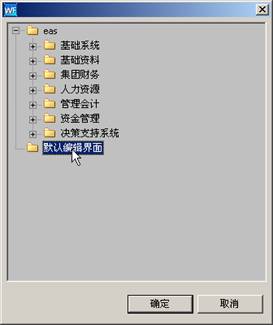 WF
eas
基础系统
基础资料
集团财务
人力资源
管理会计
资金管理
决策支持系统
默认编辑界面
确定
取消